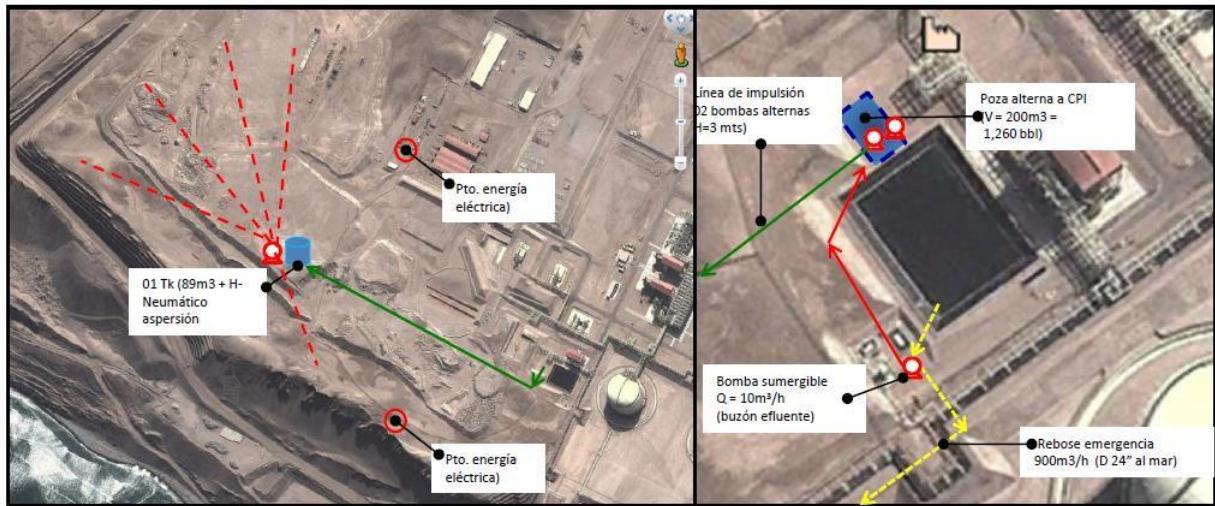 Pto. energía
eléctrica)
01 Tk (89m3 + H-
Neumático
aspersión
Pto. energía
eléctrica)
Línea de impulsión
02 bombas alternas
(H=3 mts)
Poza alterna a CPI
(V = 200m3 =
1,260 bbl
Bomba sumergible
Q = 10m³/h
(buzón efluente)
Rebose emergencia
900m3/h (D 24” al mar)